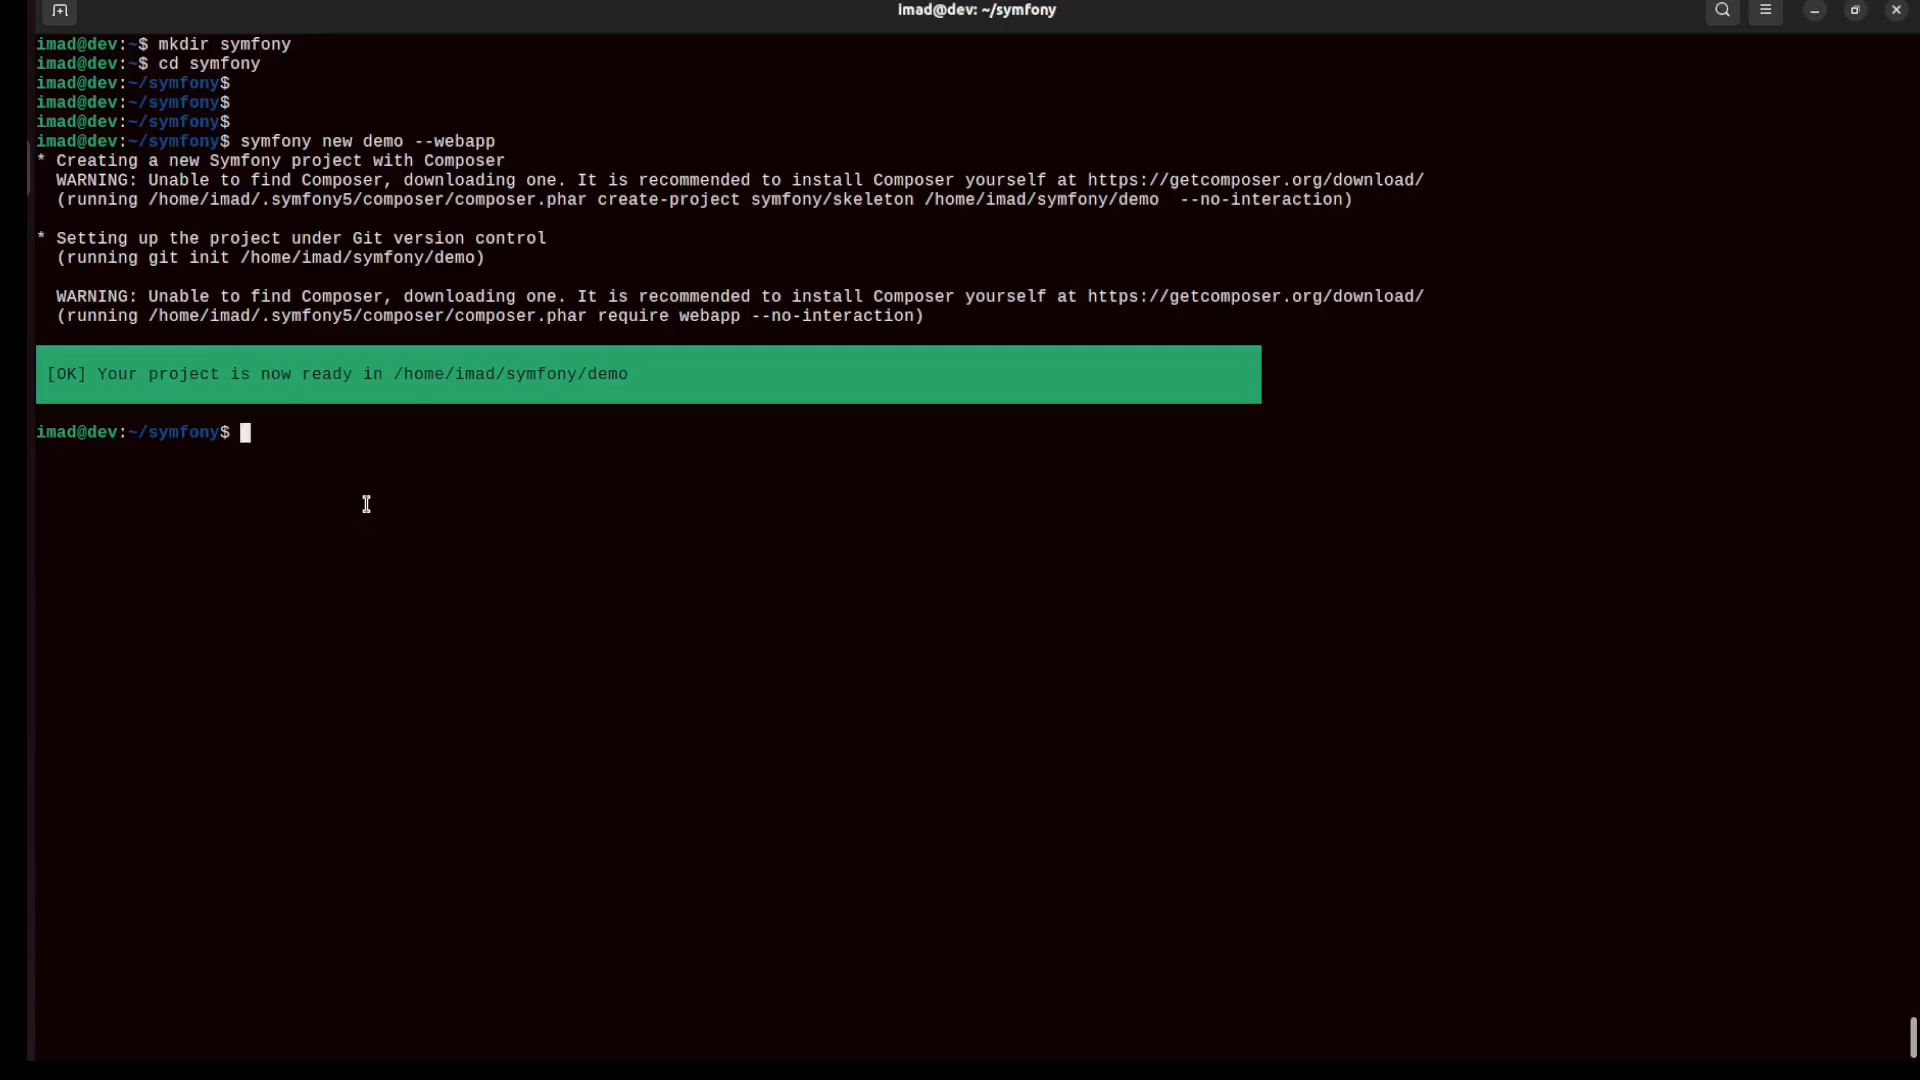 imad@dev: ~/symfony
imad@dev:~$ mkdir symfony
imad@dev:~$ cd symfony
imad@dev:~/symfony$
imad@dev:~/symfony$
imad@dev:~/symfony$
imad@dev:~/symfony$ symfony new demo --webapp
* Creating a new Symfony project with Composer
  WARNING: Unable to find Composer, downloading one. It is recommended to install Composer yourself at https://getcomposer.org/download/
  (running /home/imad/.symfony5/composer/composer.phar create-project symfony/skeleton /home/imad/symfony/demo  --no-interaction)
* Setting up the project under Git version control
  (running git init /home/imad/symfony/demo)
  WARNING: Unable to find Composer, downloading one. It is recommended to install Composer yourself at https://getcomposer.org/download/
  (running /home/imad/.symfony5/composer/composer.phar require webapp --no-interaction)
[OK] Your project is now ready in /home/imad/symfony/demo
imad@dev:~/symfony$